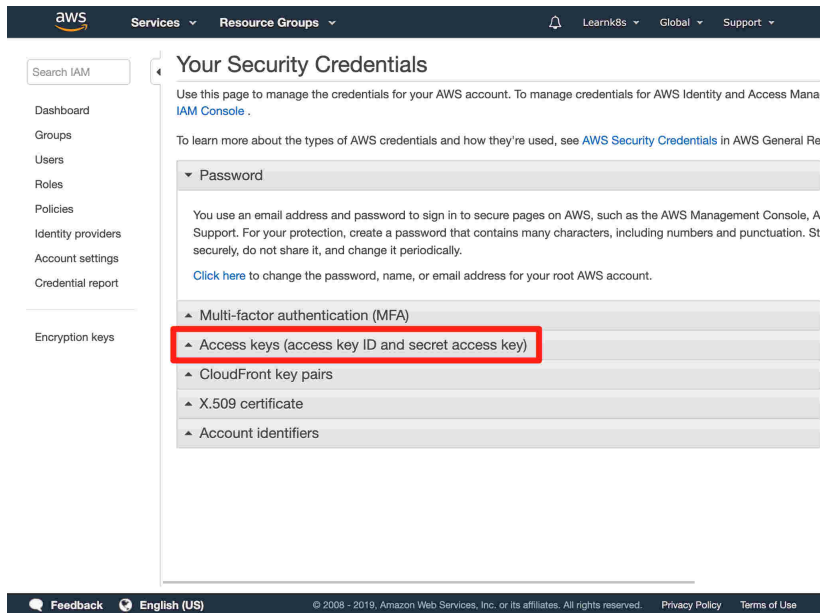 aws Services Resource Groups Learnk8s Global Support
Search IAM
Dashboard
Groups
Users
Roles
Policies
Identity providers
Account settings
Credential report
Encryption keys
Your Security Credentials
Use this page to manage the credentials for your AWS account. To manage credentials for AWS Identity and Access Mana
IAM Console .
To learn more about the types of AWS credentials and how they're used, see AWS Security Credentials in AWS General Re
Password
You use an email address and password to sign in to secure pages on AWS, such as the AWS Management Console, A
Support. For your protection, create a password that contains many characters, including numbers and punctuation. St
securely, do not share it, and change it periodically.
Click here to change the password, name, or email address for your root AWS account.
Multi-factor authentication (MFA)
Access keys (access key ID and secret access key)
CloudFront key pairs
X.509 certificate
Account identifiers
Feedback English (US) © 2008 - 2019, Amazon Web Services, Inc. or its affiliates. All rights reserved. Privacy Policy Terms of Use